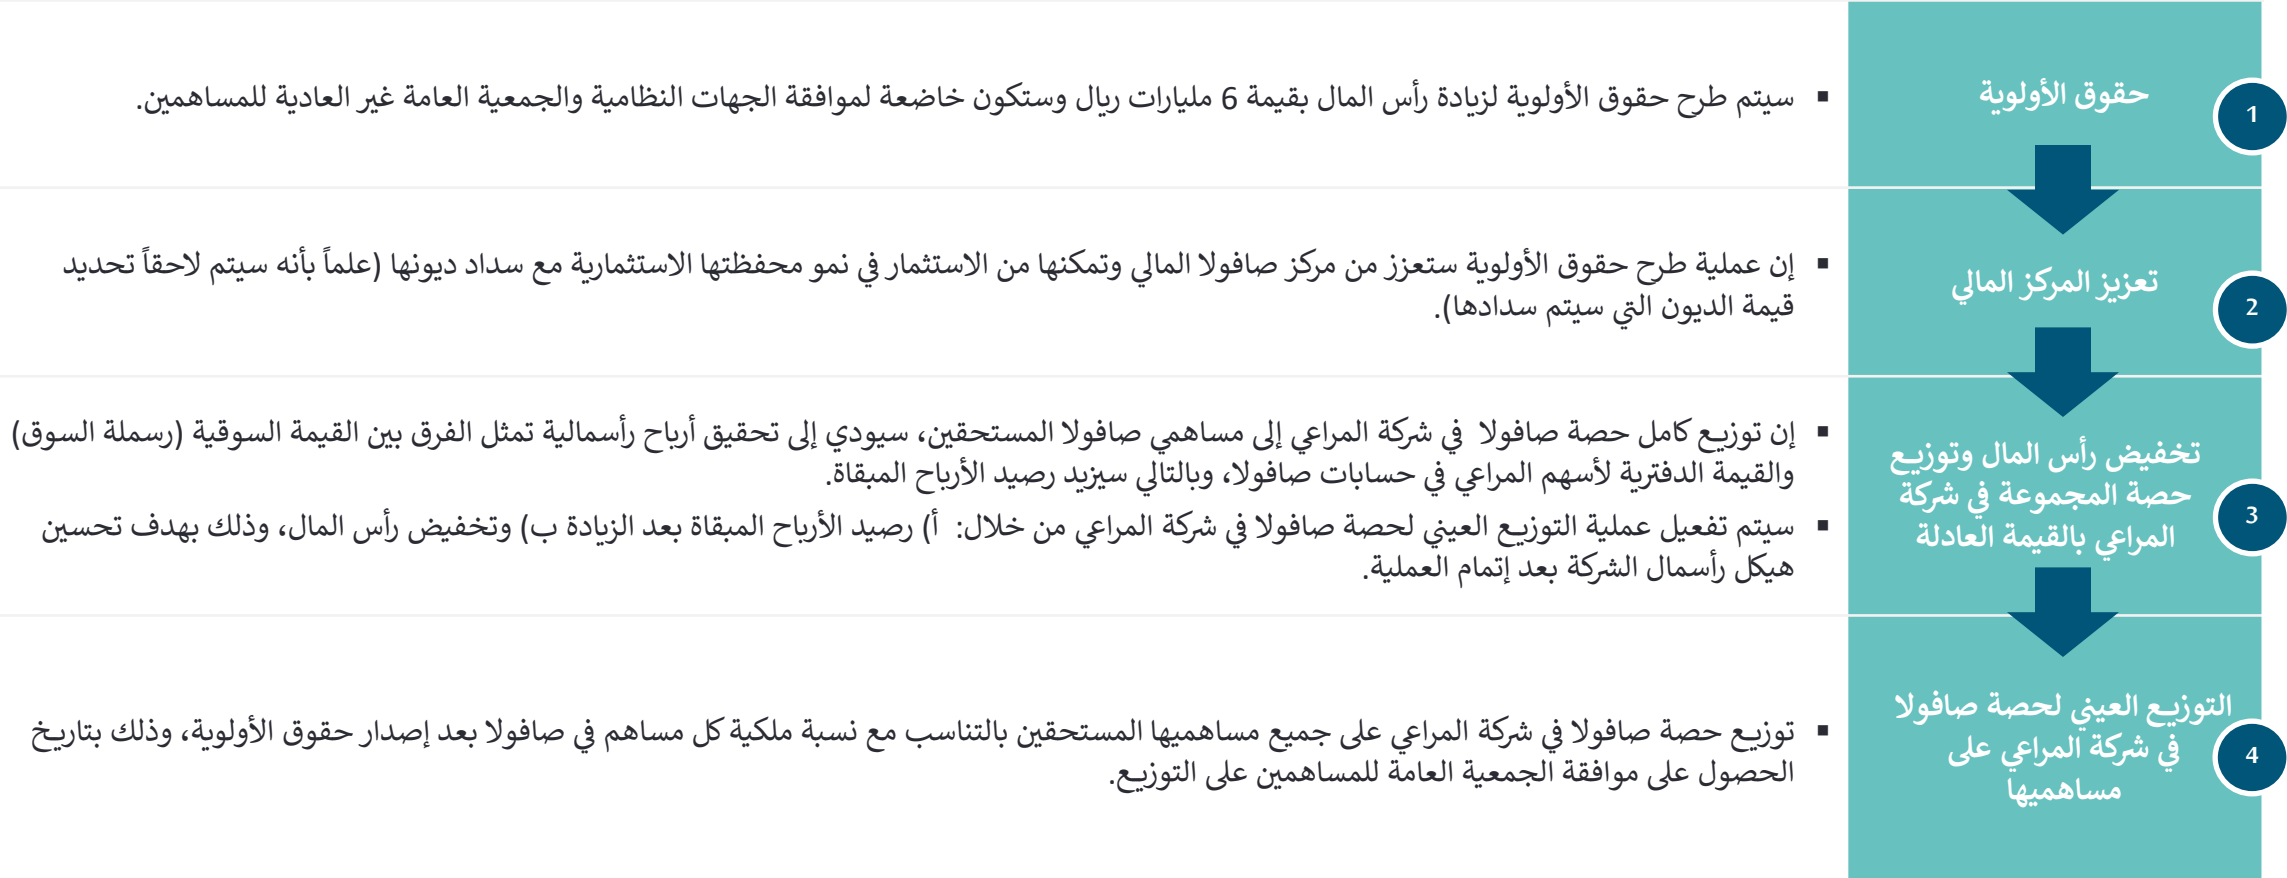 1
حقوق الأولوية
▪ سيتم طرح حقوق الأولوية لزيادة رأس المال بقيمة 6 مليارات ريال وستكون خاضعة لموافقة الجهات النظامية والجمعية العامة غير العادية للمساهمين.
2
تعزيز المركز المالي
▪ إن عملية طرح حقوق الأولوية ستعزز من مركز صافولا المالي وتمكنها من الاستثمار في نمو محفظتها الاستثمارية مع سداد ديونها (علماً بأنه سيتم لاحقاً تحديد
قيمة الديون التي سيتم سدادها).
3
تخفيض رأس المال وتوزيع
حصة المجموعة في شركة
المراعي بالقيمة العادلة
▪ إن توزيع كامل حصة صافولا في شركة المراعي إلى مساهمي صافولا المستحقين، سيودي إلى تحقيق أرباح رأسمالية تمثل الفرق بين القيمة السوقية (رسملة السوق)
والقيمة الدفترية لأسهم المراعي في حسابات صافولا، وبالتالي سيزيد رصيد الأرباح المبقاة.
▪ سيتم تفعيل عملية التوزيع العيني لحصة صافولا في شركة المراعي من خلال: أ) رصيد الأرباح المبقاة بعد الزيادة ب) وتخفيض رأس المال، وذلك بهدف تحسين
هيكل رأسمال الشركة بعد إتمام العملية.
4
التوزيع العيني لحصة صافولا
في شركة المراعي على
مساهميها
▪ توزيع حصة صافولا في شركة المراعي على جميع مساهميها المستحقين بالتناسب مع نسبة ملكية كل مساهم في صافولا بعد إصدار حقوق الأولوية، وذلك بتاريخ
الحصول على موافقة الجمعية العامة للمساهمين على التوزيع.